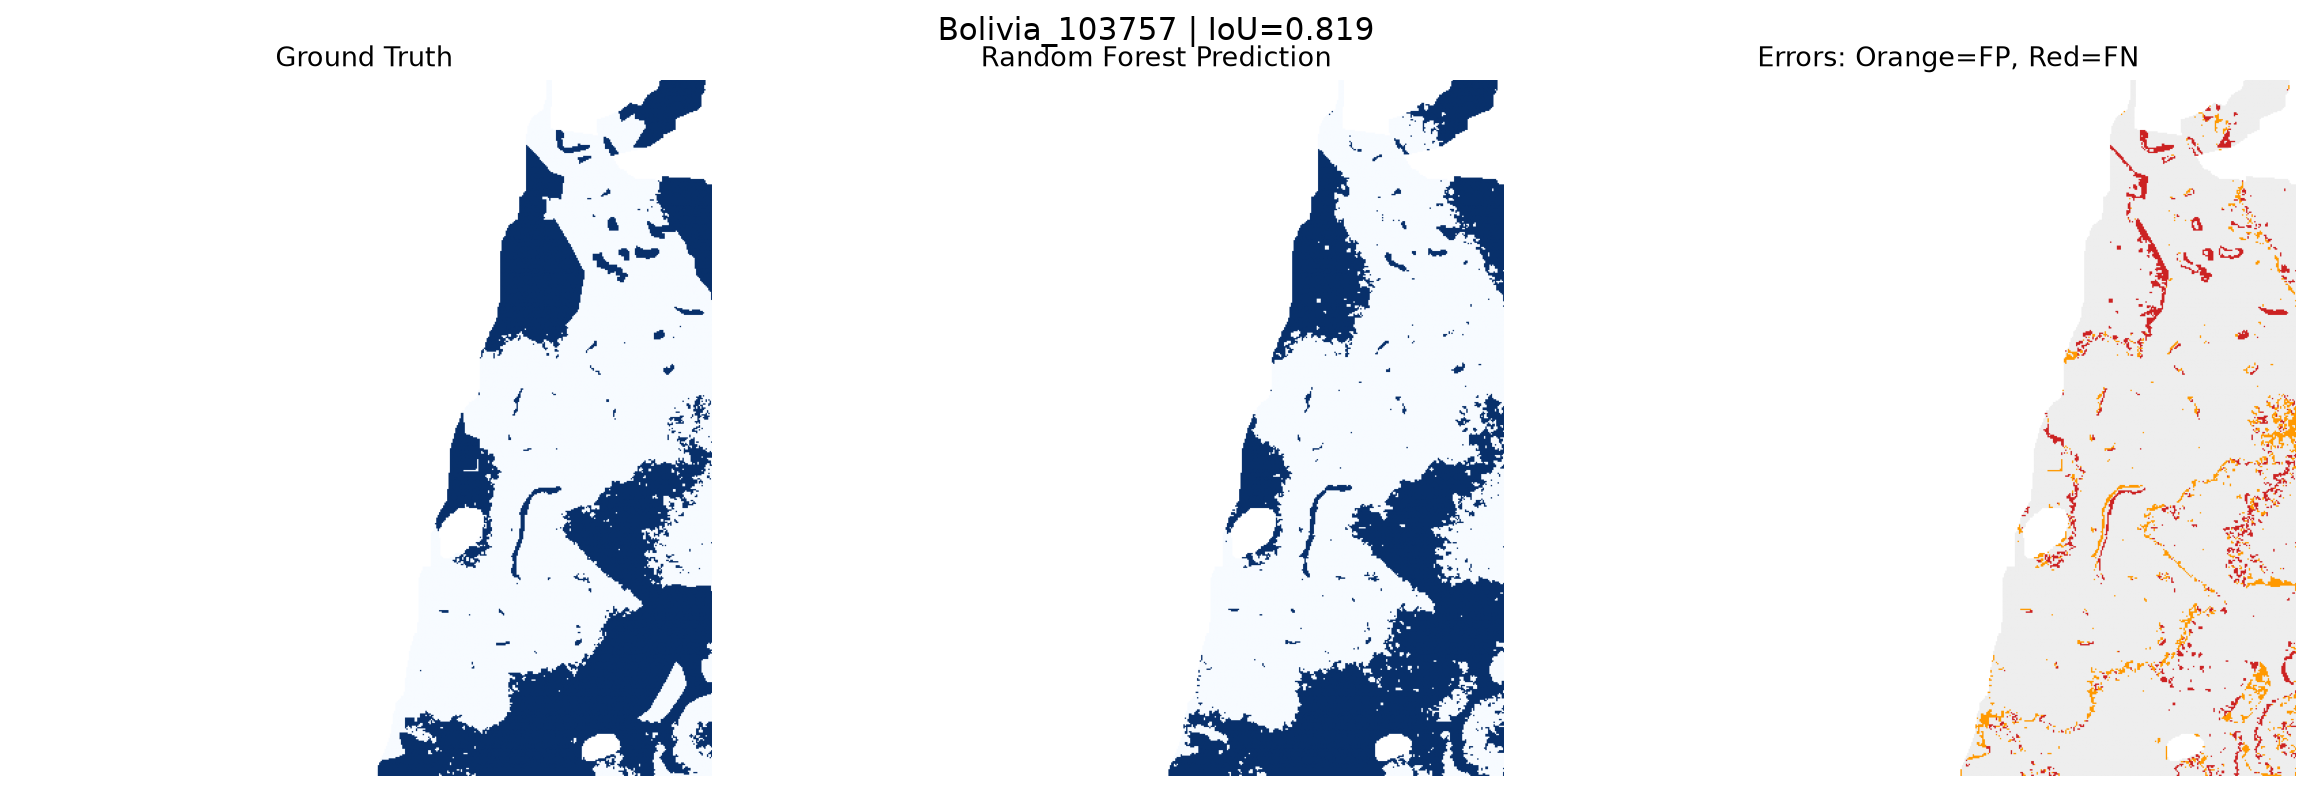 Bolivia_103757 | IoU=0.819
Ground Truth
Random Forest Prediction
Errors: Orange=FP, Red=FN